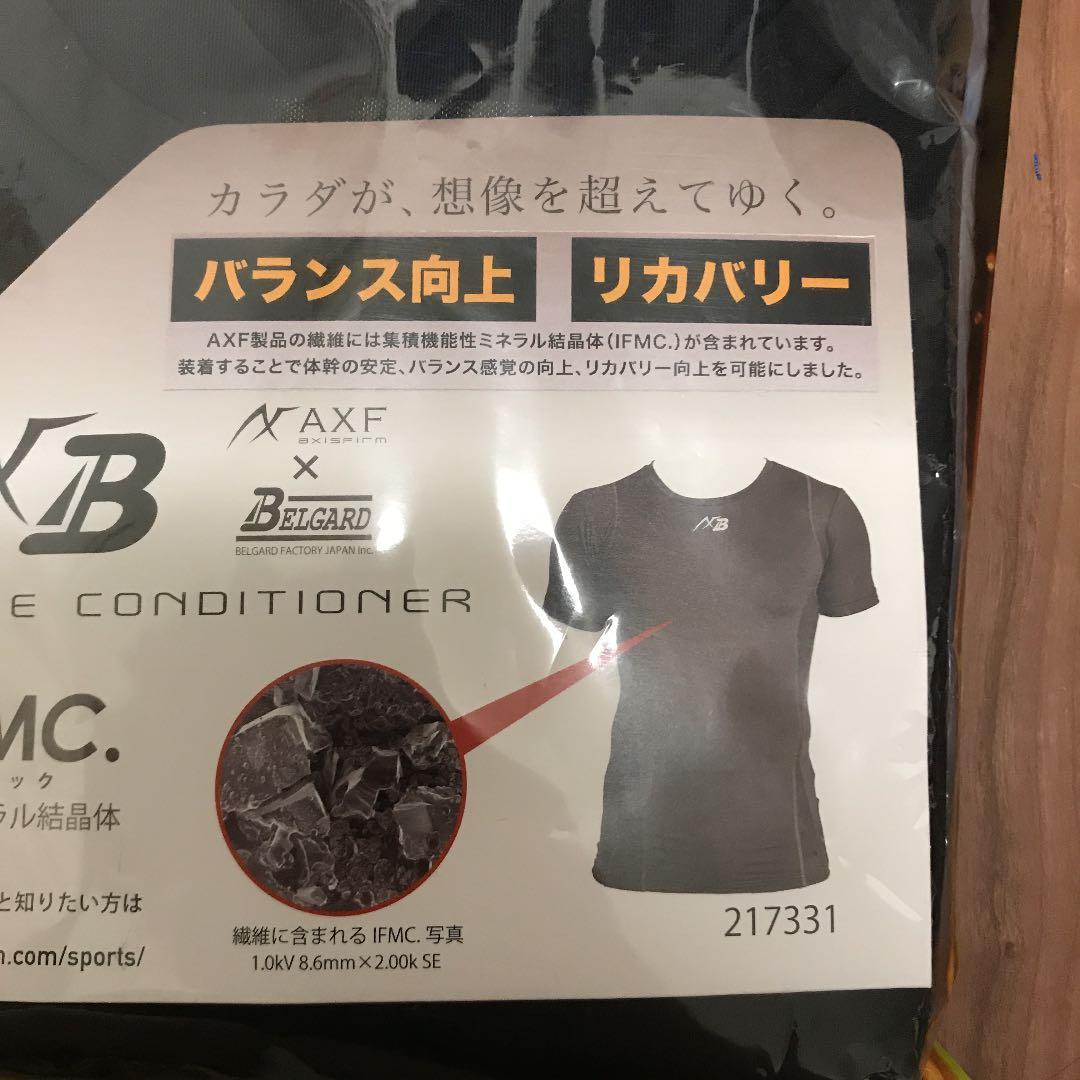 カラダが、想像を超えてゆく。
バランス向上 リカバリー
AXF製品の繊維には集積機能性ミネラル結晶体(IFMC.)が含まれています。
装着することで体幹の安定、バランス感覚の向上、リカバリー向上を可能にしました。
XB
AXF
axisfirm
×
BELGARD
BELGARD FACTORY JAPAN Inc.
E CONDITIONER
XB
MC.
ック
ラル結晶体
と知りたい方は
n.com/sports/
繊維に含まれる IFMC. 写真
1.0kV 8.6mm×2.00k SE
217331